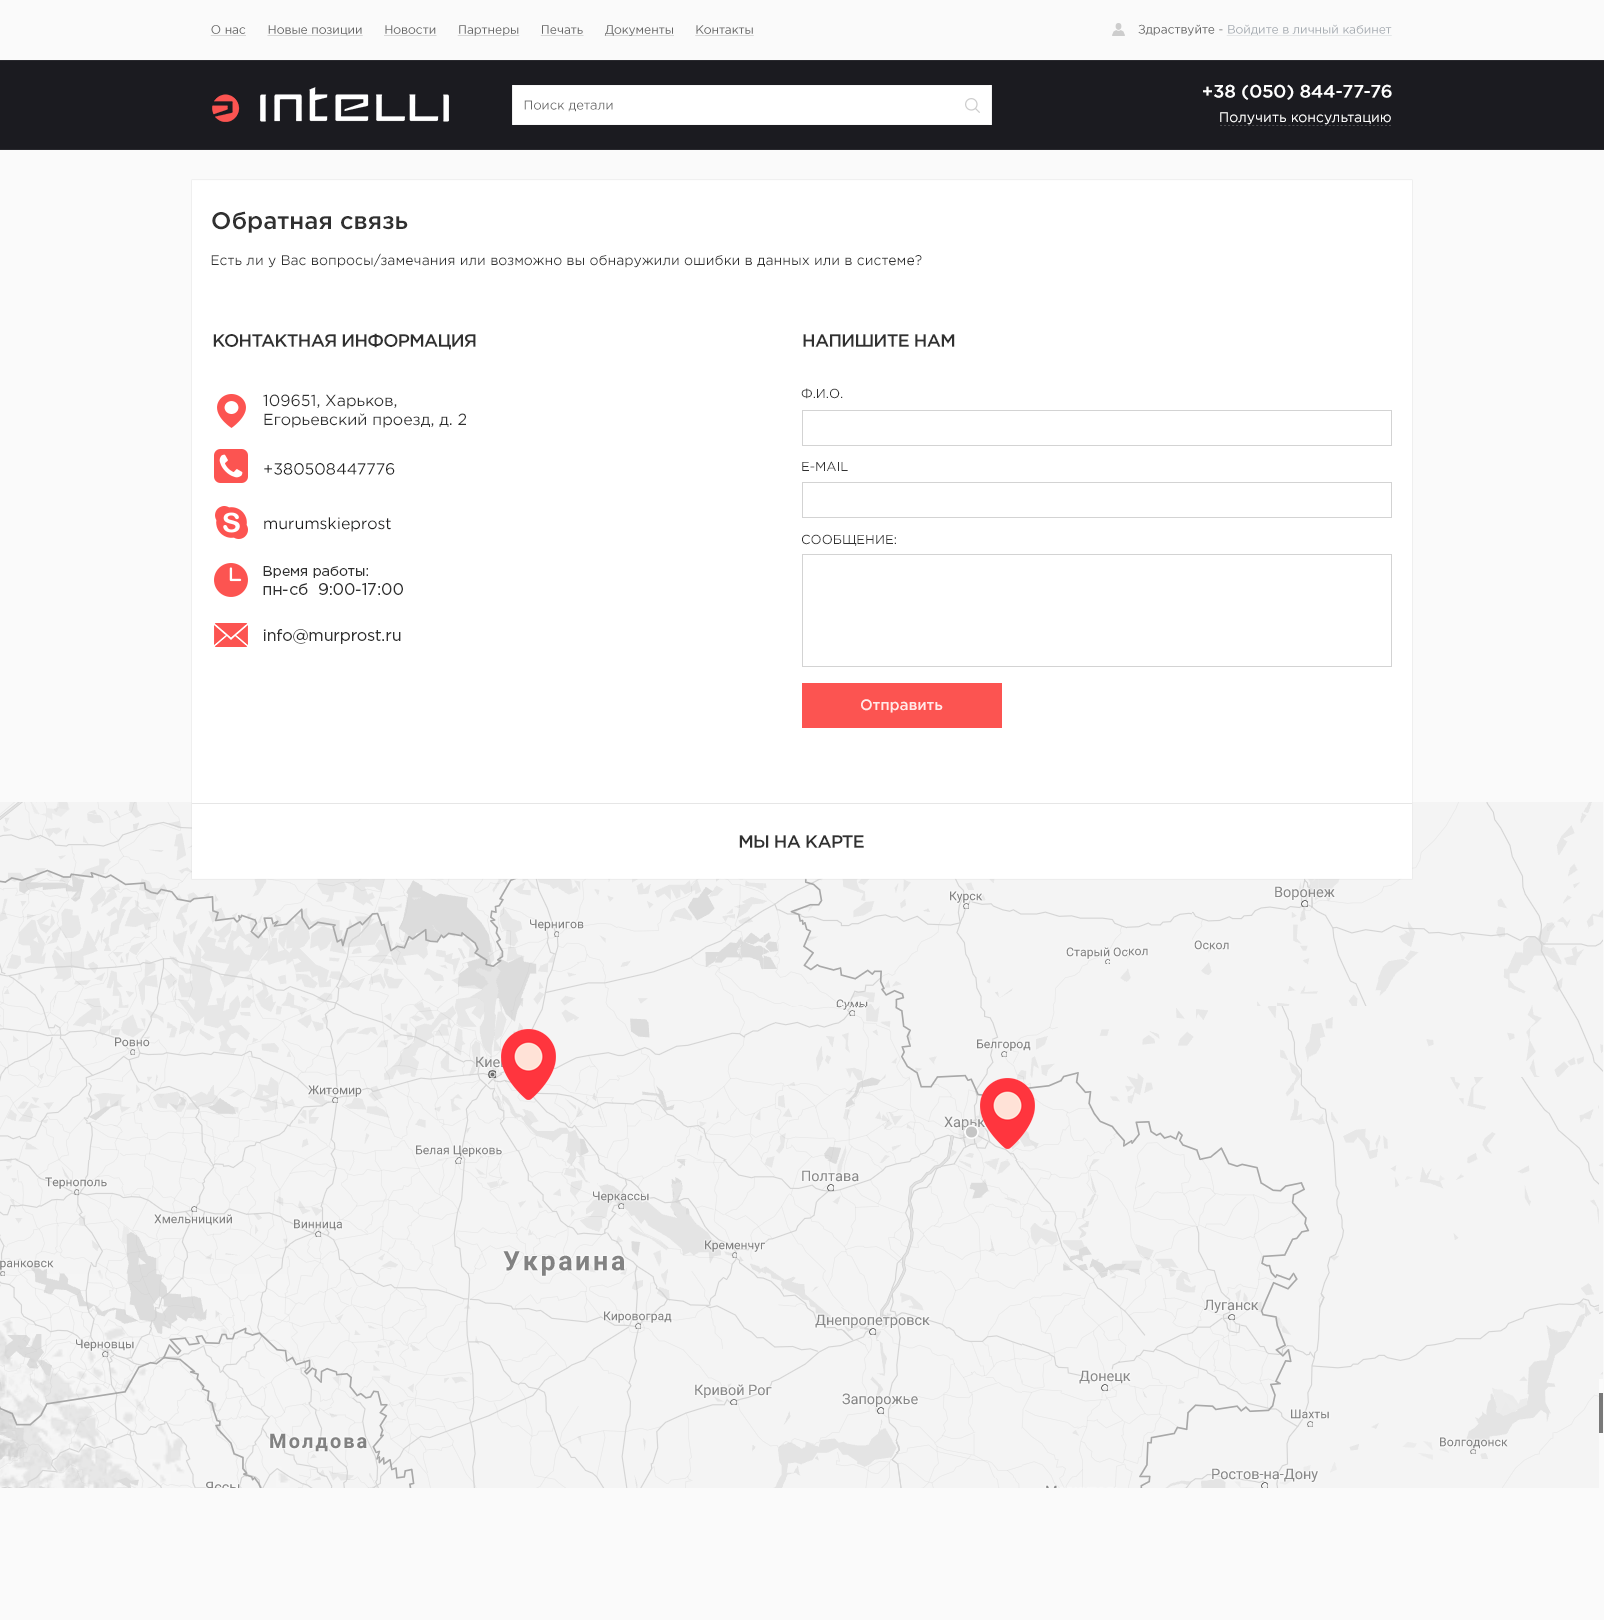 О нас Новые позиции Новости Партнеры Печать Документы Контакты
Здраствуйте - Войдите в личный кабинет
INTELLI
Поиск детали
+38 (050) 844-77-76
Получить консультацию
Обратная связь
Есть ли у Вас вопросы/замечания или возможно вы обнаружили ошибки в данных или в системе?
КОНТАКТНАЯ ИНФОРМАЦИЯ
109651, Харьков,
Егорьевский проезд, д. 2
+380508447776
murumskieprost
Время работы:
пн-сб 9:00-17:00
info@murprost.ru
НАПИШИТЕ НАМ
Ф.И.О.
E-MAIL
СООБЩЕНИЕ:
Отправить
МЫ НА КАРТЕ
Курск
Воронеж
Чернигов
Старый Оскол
Оскол
Сумы
Ровно
Белгород
Кие
Житомир
Харьк
Белая Церковь
Полтава
Тернополь
Черкассы
Хмельницкий
Винница
Кременчуг
Украина
ранковск
Луганск
Кировоград
Днепропетровск
Черновцы
Донецк
Кривой Рог
Запорожье
Шахты
Молдова
Волгодонск
Ростов-на-Дону
Яссы